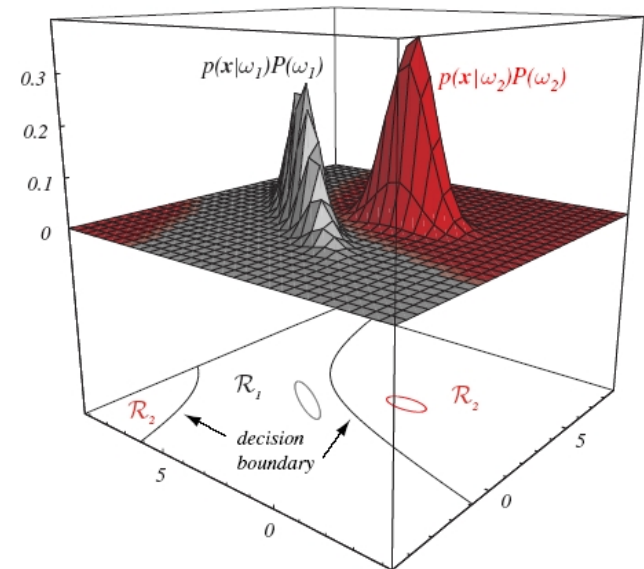 0.3
p(x|ω₁)P(ω₁)
p(x|ω₂)P(ω₂)
0.2
0.1
0
R₁
R₂
R₂
decision
boundary
5
5
0
0